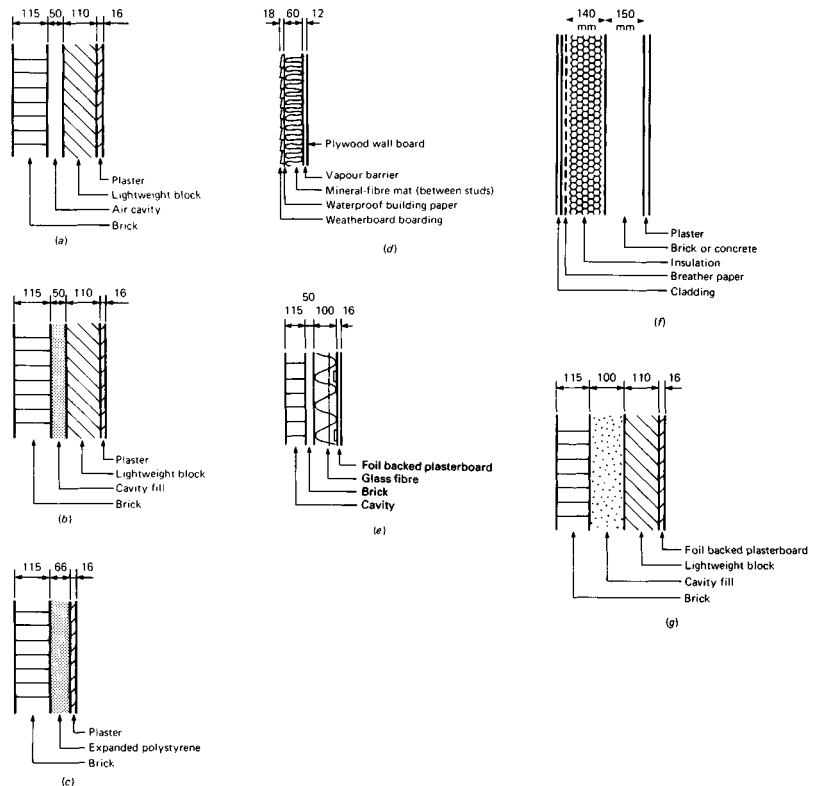 115 50 110 16
Plaster
Lightweight block
Air cavity
Brick
(a)
115 50 110 16
Plaster
Lightweight block
Cavity fill
Brick
(b)
115 66 16
Plaster
Expanded polystyrene
Brick
(c)
18 60 12
Plywood wall board
Vapour barrier
Mineral-fibre mat (between studs)
Waterproof building paper
Weatherboard boarding
(d)
50
115 100 16
Foil backed plasterboard
Glass fibre
Brick
Cavity
(e)
140 150
mm mm
Plaster
Brick or concrete
Insulation
Breather paper
Cladding
(f)
115 100 110 16
Foil backed plasterboard
Lightweight block
Cavity fill
Brick
(g)